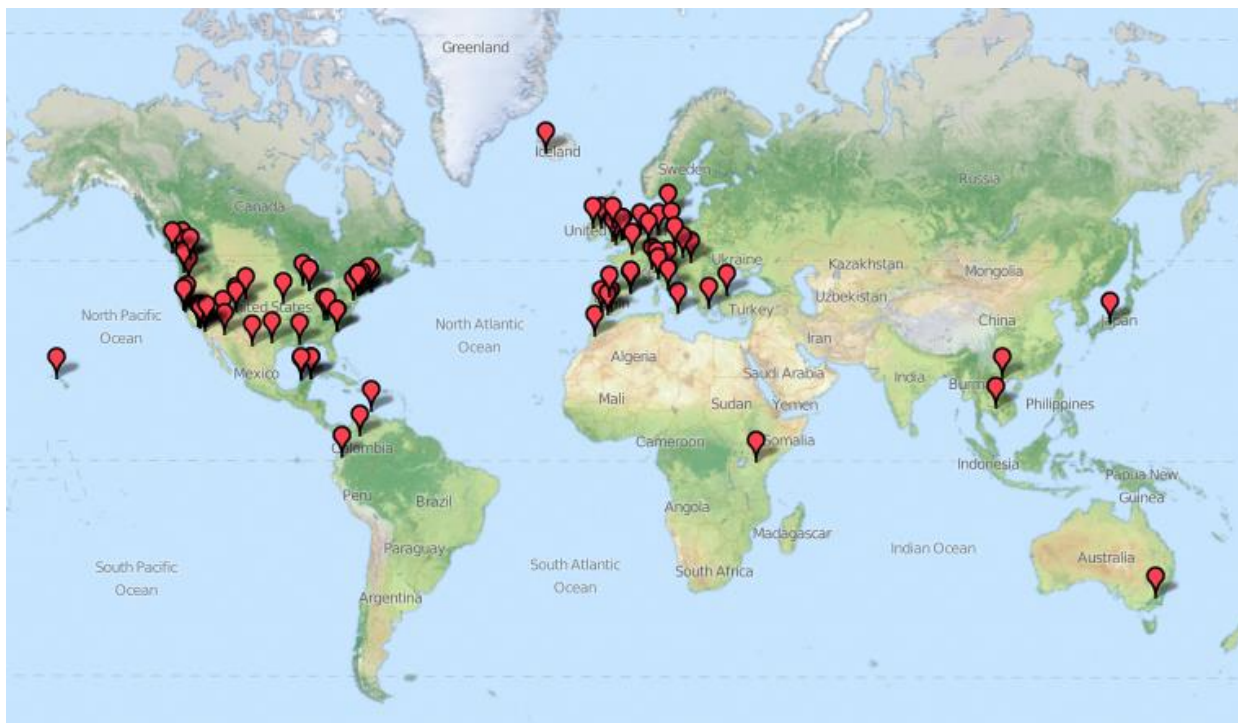 Greenland
Iceland
Sweden
Russia
Canada
United
Ukraine
Kazakhstan
Mongolia
United States
Uzbekistan
Turkey
North Pacific
Ocean
North Atlantic
Ocean
China
Japan
Iran
Algeria
Mexico
Saudi Arabia
India
Burm
Mali
Sudan
Yemen
Philippines
Colombia
Cameroon
Somalia
Indonesia
Papua New
Guinea
Peru
Brazil
Angola
Madagascar
Paraguay
Indian Ocean
Australia
South Pacific
Ocean
South Atlantic
Ocean
South Africa
Argentina